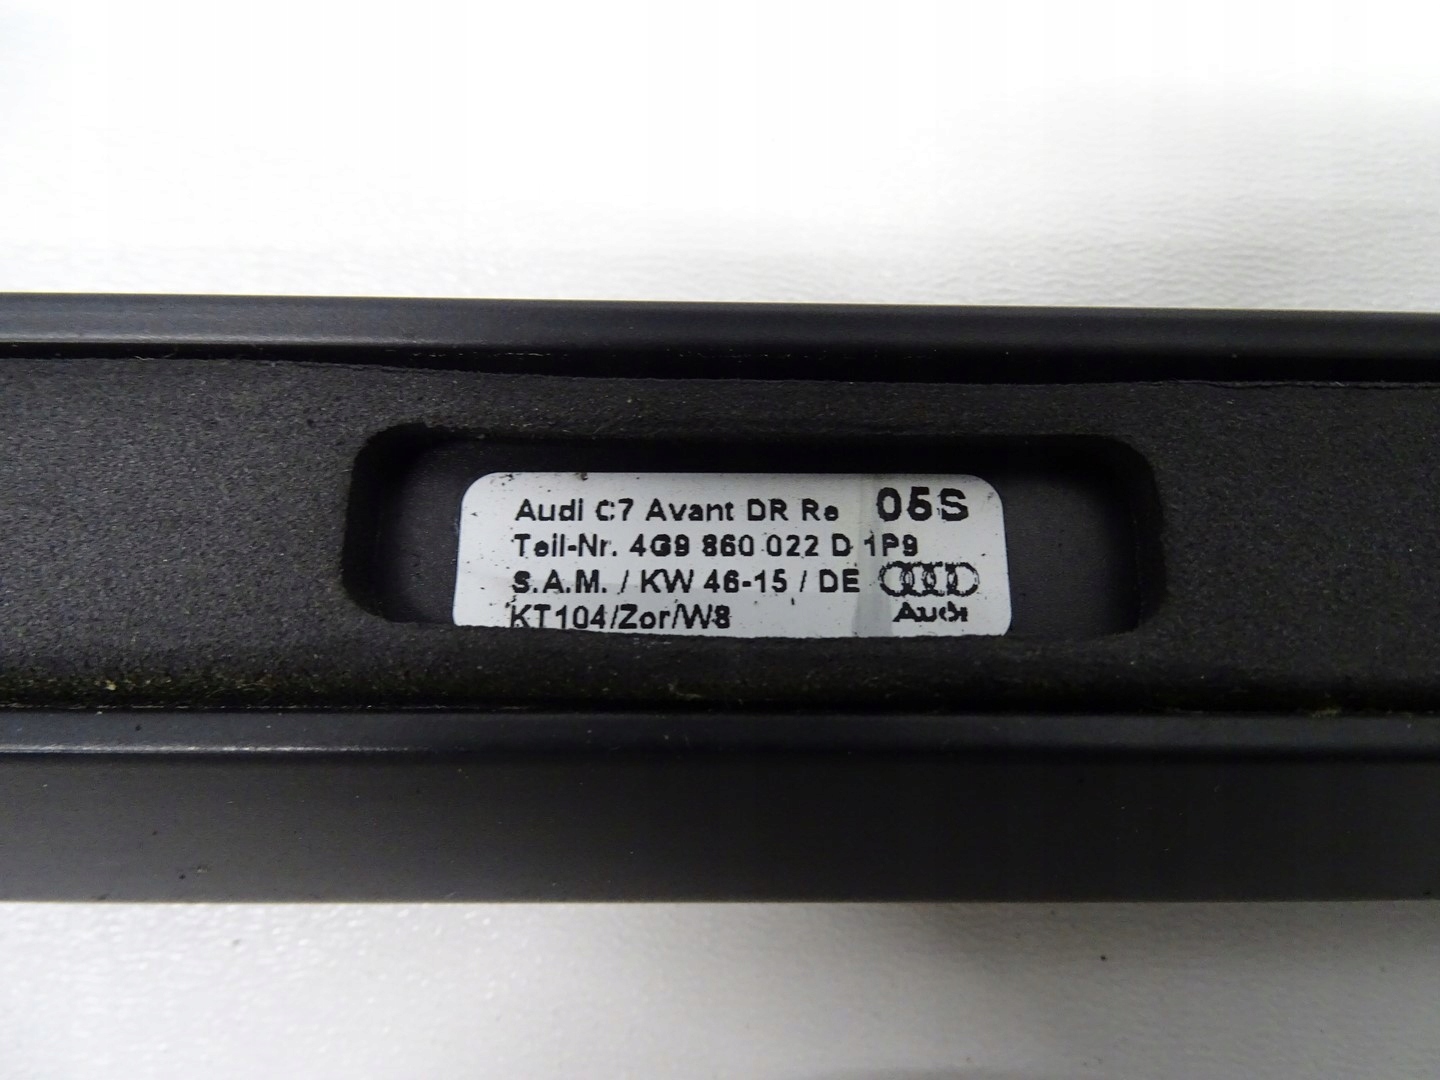 Audi C7 Avant DR Re 05S
Teil-Nr. 4G9 860 022 D 1P9
S.A.M. / KW 46-15 / DE
Audi
KT104/Zor/W8